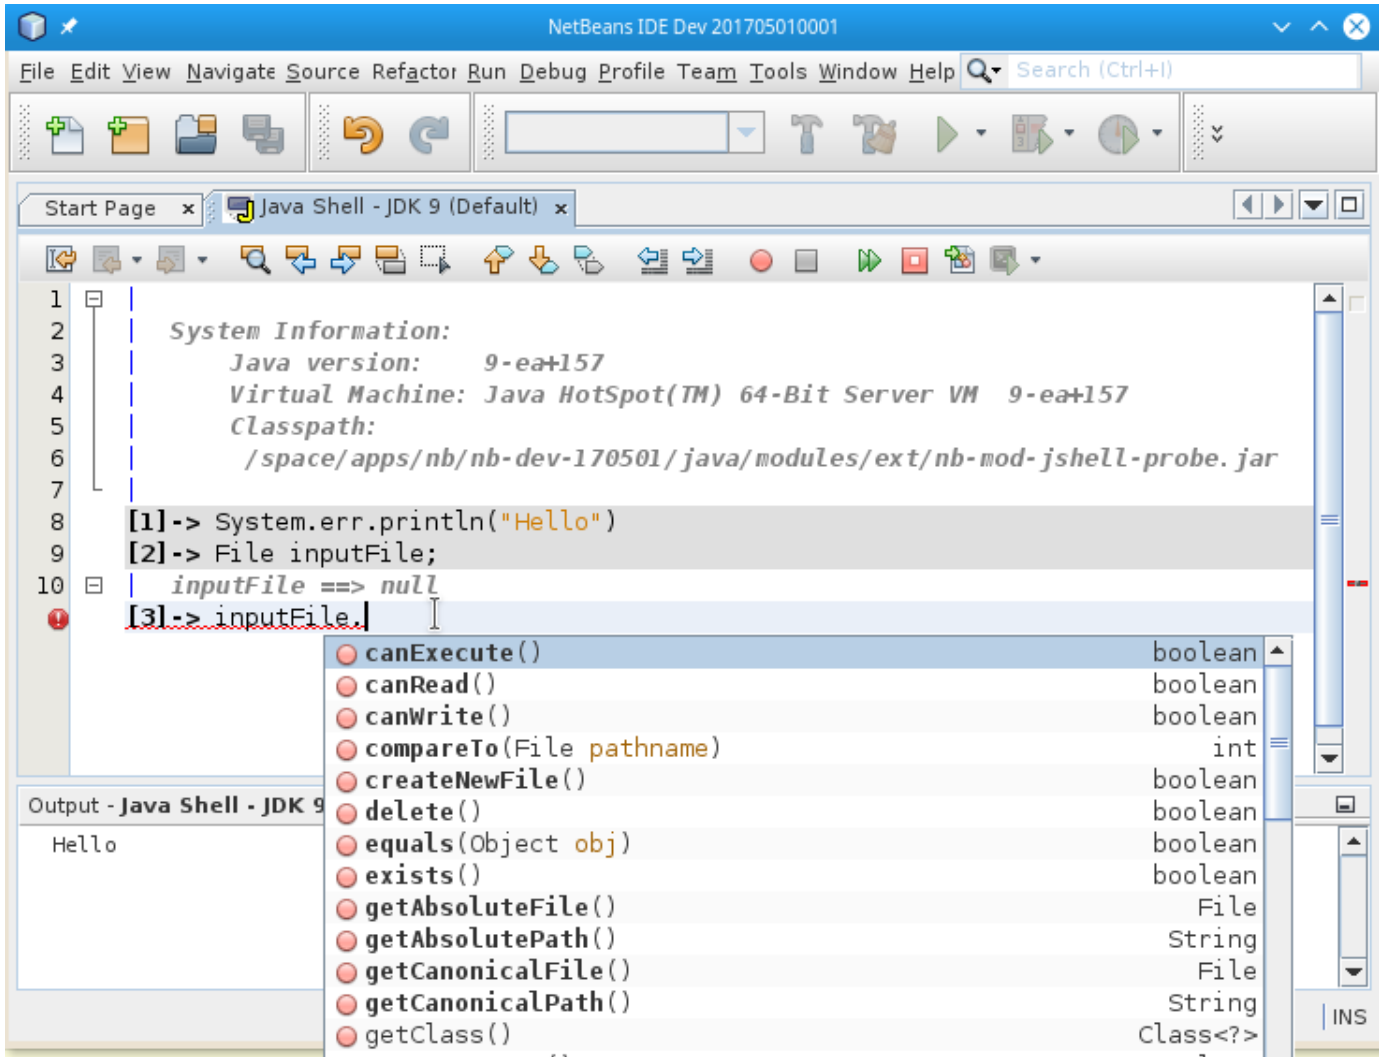 NetBeans IDE Dev 201705010001
File Edit View Navigate Source Refactor Run Debug Profile Team Tools Window Help Search (Ctrl+I)
Start Page x Java Shell - JDK 9 (Default) x
1
2 System Information:
3 Java version: 9-ea+157
4 Virtual Machine: Java HotSpot(TM) 64-Bit Server VM 9-ea+157
5 Classpath:
6 /space/apps/nb/nb-dev-170501/java/modules/ext/nb-mod-jshell-probe.jar
7
8 [1]-> System.err.println("Hello")
9 [2]-> File inputFile;
10 inputFile ==> null
[3]-> inputFile.
canExecute() boolean
canRead() boolean
canWrite() boolean
compareTo(File pathname) int
createNewFile() boolean
delete() boolean
equals(Object obj) boolean
exists() boolean
getAbsoluteFile() File
getAbsolutePath() String
getCanonicalFile() File
getCanonicalPath() String
getClass() Class<?>
Output - Java Shell - JDK 9
Hello
INS